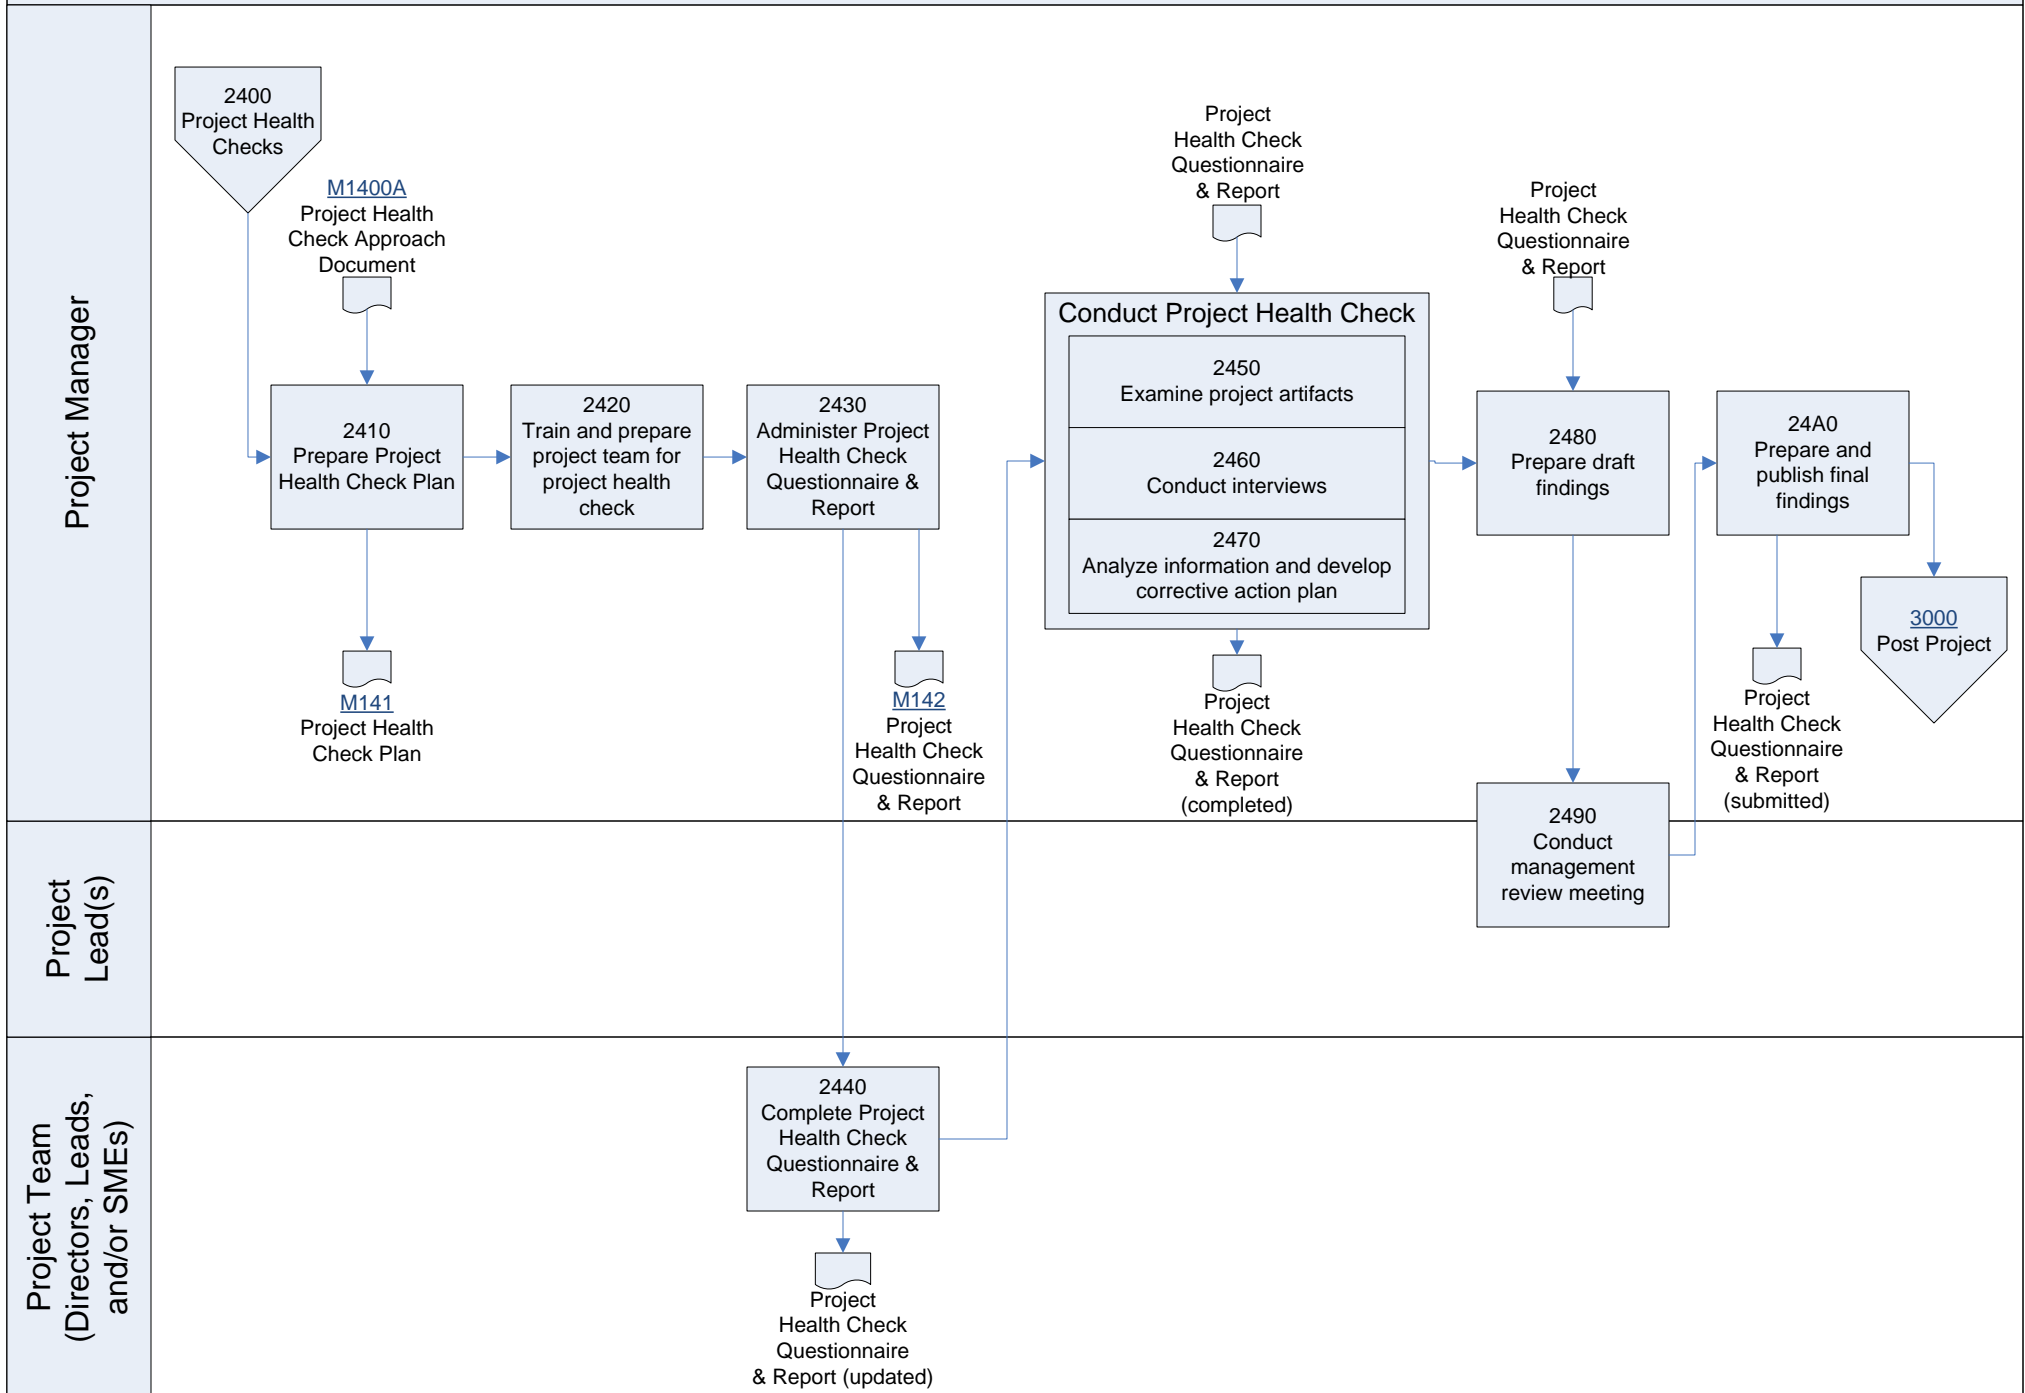 Project Manager
2400
Project Health
Checks
M1400A
Project Health
Check Approach
Document
2410
Prepare Project
Health Check Plan
M141
Project Health
Check Plan
2420
Train and prepare
project team for
project health
check
2430
Administer Project
Health Check
Questionnaire &
Report
M142
Project
Health Check
Questionnaire
& Report
Project
Health Check
Questionnaire
& Report
Conduct Project Health Check
2450
Examine project artifacts
2460
Conduct interviews
2470
Analyze information and develop
corrective action plan
Project
Health Check
Questionnaire
& Report
(completed)
Project
Health Check
Questionnaire
& Report
2480
Prepare draft
findings
24A0
Prepare and
publish final
findings
Project
Health Check
Questionnaire
& Report
(submitted)
3000
Post Project
Project
Lead(s)
2490
Conduct
management
review meeting
Project Team
(Directors, Leads,
and/or SMEs)
2440
Complete Project
Health Check
Questionnaire &
Report
Project
Health Check
Questionnaire
& Report (updated)